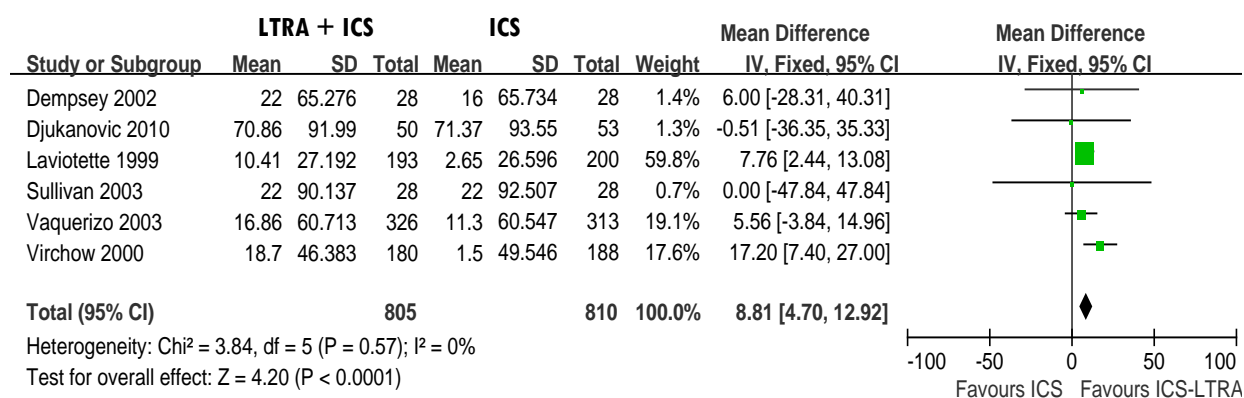 LTRA + ICS ICS Mean Difference Mean Difference
Study or Subgroup Mean SD Total Mean SD Total Weight IV, Fixed, 95% CI IV, Fixed, 95% CI
Dempsey 2002 22 65.276 28 16 65.734 28 1.4% 6.00 [-28.31, 40.31]
Djukanovic 2010 70.86 91.99 50 71.37 93.55 53 1.3% -0.51 [-36.35, 35.33]
Laviotette 1999 10.41 27.192 193 2.65 26.596 200 59.8% 7.76 [2.44, 13.08]
Sullivan 2003 22 90.137 28 22 92.507 28 0.7% 0.00 [-47.84, 47.84]
Vaquerizo 2003 16.86 60.713 326 11.3 60.547 313 19.1% 5.56 [-3.84, 14.96]
Virchow 2000 18.7 46.383 180 1.5 49.546 188 17.6% 17.20 [7.40, 27.00]
Total (95% CI) 805 810 100.0% 8.81 [4.70, 12.92]
Heterogeneity: Chi² = 3.84, df = 5 (P = 0.57); I² = 0%
Test for overall effect: Z = 4.20 (P < 0.0001)
-100 -50 0 50 100
Favours ICS Favours ICS-LTRA